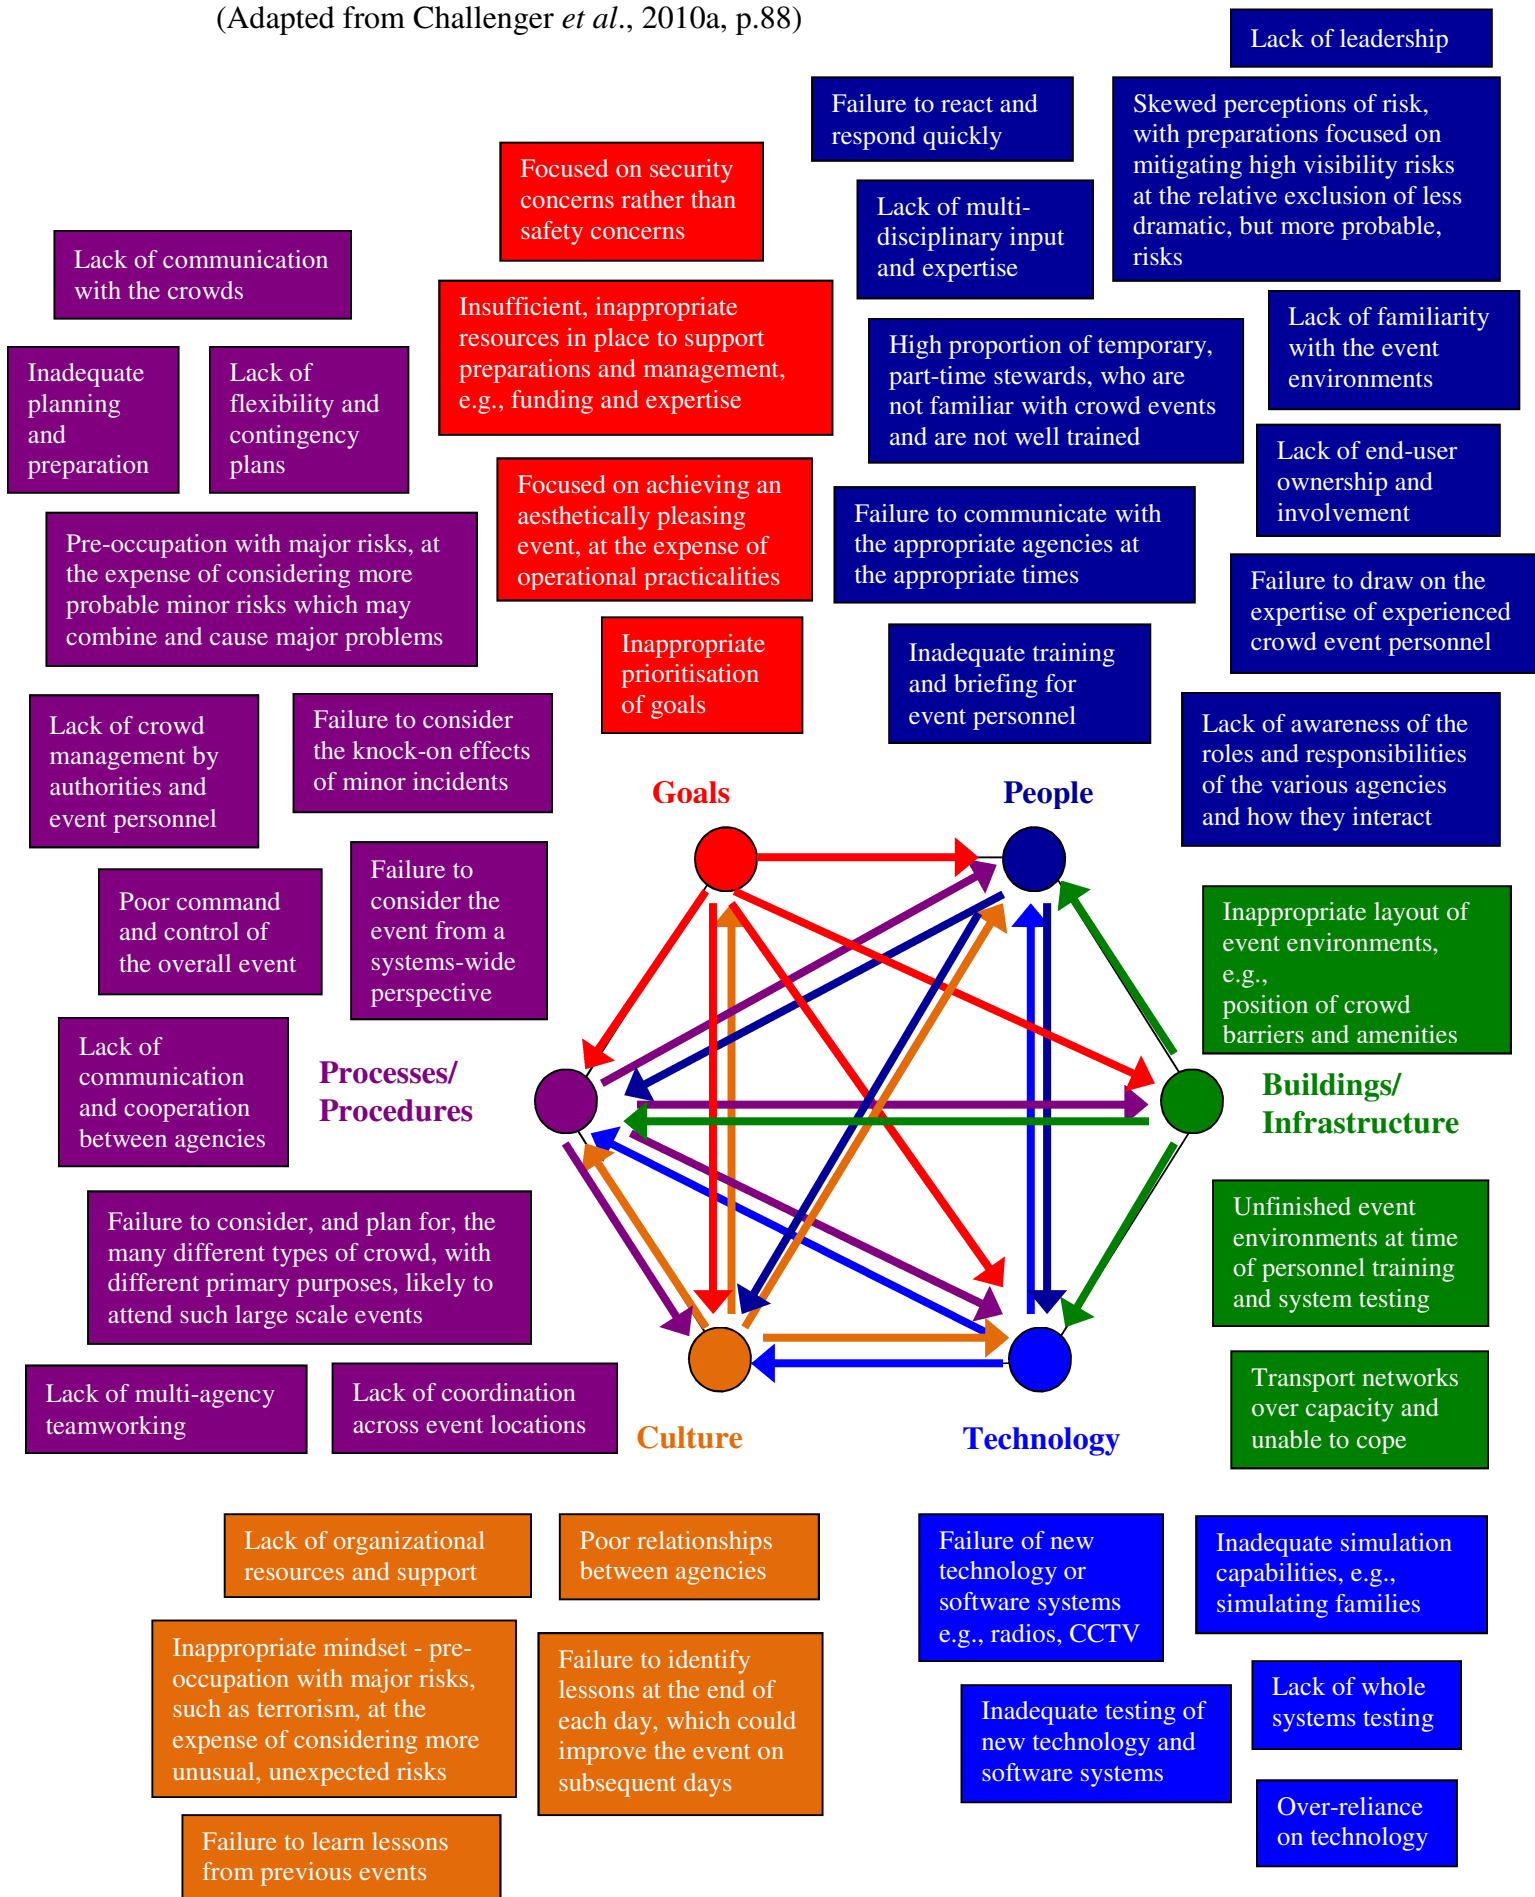 (Adapted from Challenger et al., 2010a, p.88)
Lack of leadership
Failure to react and
respond quickly
Skewed perceptions of risk,
with preparations focused on
mitigating high visibility risks
at the relative exclusion of less
dramatic, but more probable,
risks
Focused on security
concerns rather than
safety concerns
Lack of multi-
disciplinary input
and expertise
Lack of communication
with the crowds
Insufficient, inappropriate
resources in place to support
preparations and management,
e.g., funding and expertise
High proportion of temporary,
part-time stewards, who are
not familiar with crowd events
and are not well trained
Lack of familiarity
with the event
environments
Inadequate
planning
and
preparation
Lack of
flexibility and
contingency
plans
Lack of end-user
ownership and
involvement
Focused on achieving an
aesthetically pleasing
event, at the expense of
operational practicalities
Failure to communicate with
the appropriate agencies at
the appropriate times
Pre-occupation with major risks, at
the expense of considering more
probable minor risks which may
combine and cause major problems
Failure to draw on the
expertise of experienced
crowd event personnel
Inappropriate
prioritisation
of goals
Inadequate training
and briefing for
event personnel
Lack of crowd
management by
authorities and
event personnel
Failure to consider
the knock-on effects
of minor incidents
Lack of awareness of the
roles and responsibilities
of the various agencies
and how they interact
Goals
People
Failure to
consider the
event from a
systems-wide
perspective
Poor command
and control of
the overall event
Inappropriate layout of
event environments,
e.g.,
position of crowd
barriers and amenities
Lack of
communication
and cooperation
between agencies
Processes/
Procedures
Buildings/
Infrastructure
Failure to consider, and plan for, the
many different types of crowd, with
different primary purposes, likely to
attend such large scale events
Unfinished event
environments at time
of personnel training
and system testing
Lack of multi-agency
teamworking
Lack of coordination
across event locations
Transport networks
over capacity and
unable to cope
Culture
Technology
Lack of organizational
resources and support
Poor relationships
between agencies
Failure of new
technology or
software systems
e.g., radios, CCTV
Inadequate simulation
capabilities, e.g.,
simulating families
Inappropriate mindset - pre-
occupation with major risks,
such as terrorism, at the
expense of considering more
unusual, unexpected risks
Failure to identify
lessons at the end of
each day, which could
improve the event on
subsequent days
Inadequate testing of
new technology and
software systems
Lack of whole
systems testing
Over-reliance
on technology
Failure to learn lessons
from previous events